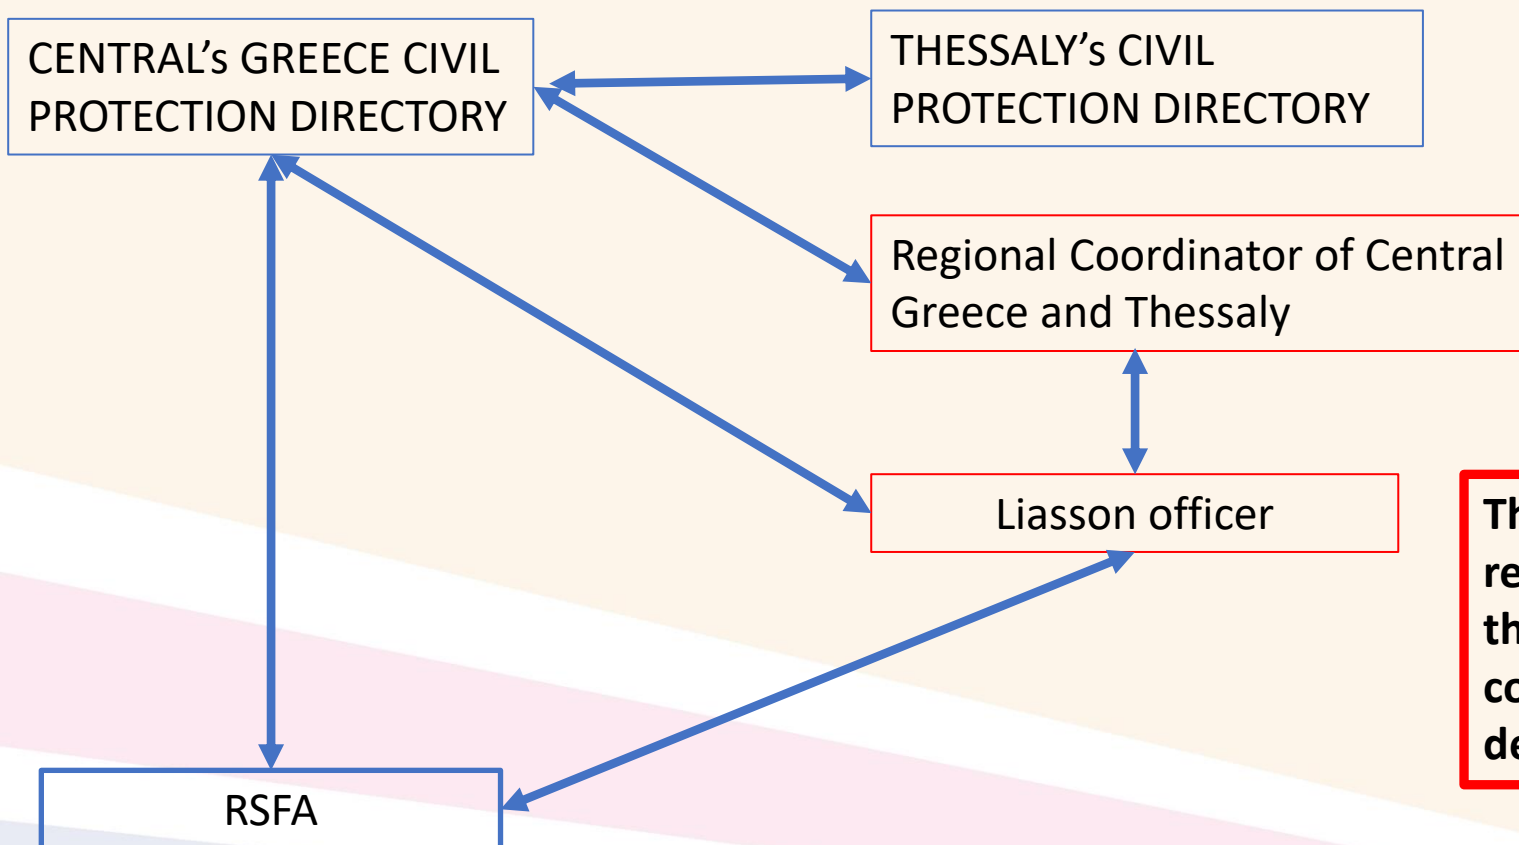 CENTRAL's GREECE CIVIL
PROTECTION DIRECTORY
THESSALY's CIVIL
PROTECTION DIRECTORY
Regional Coordinator of Central
Greece and Thessaly
Liasson officer
RSFA